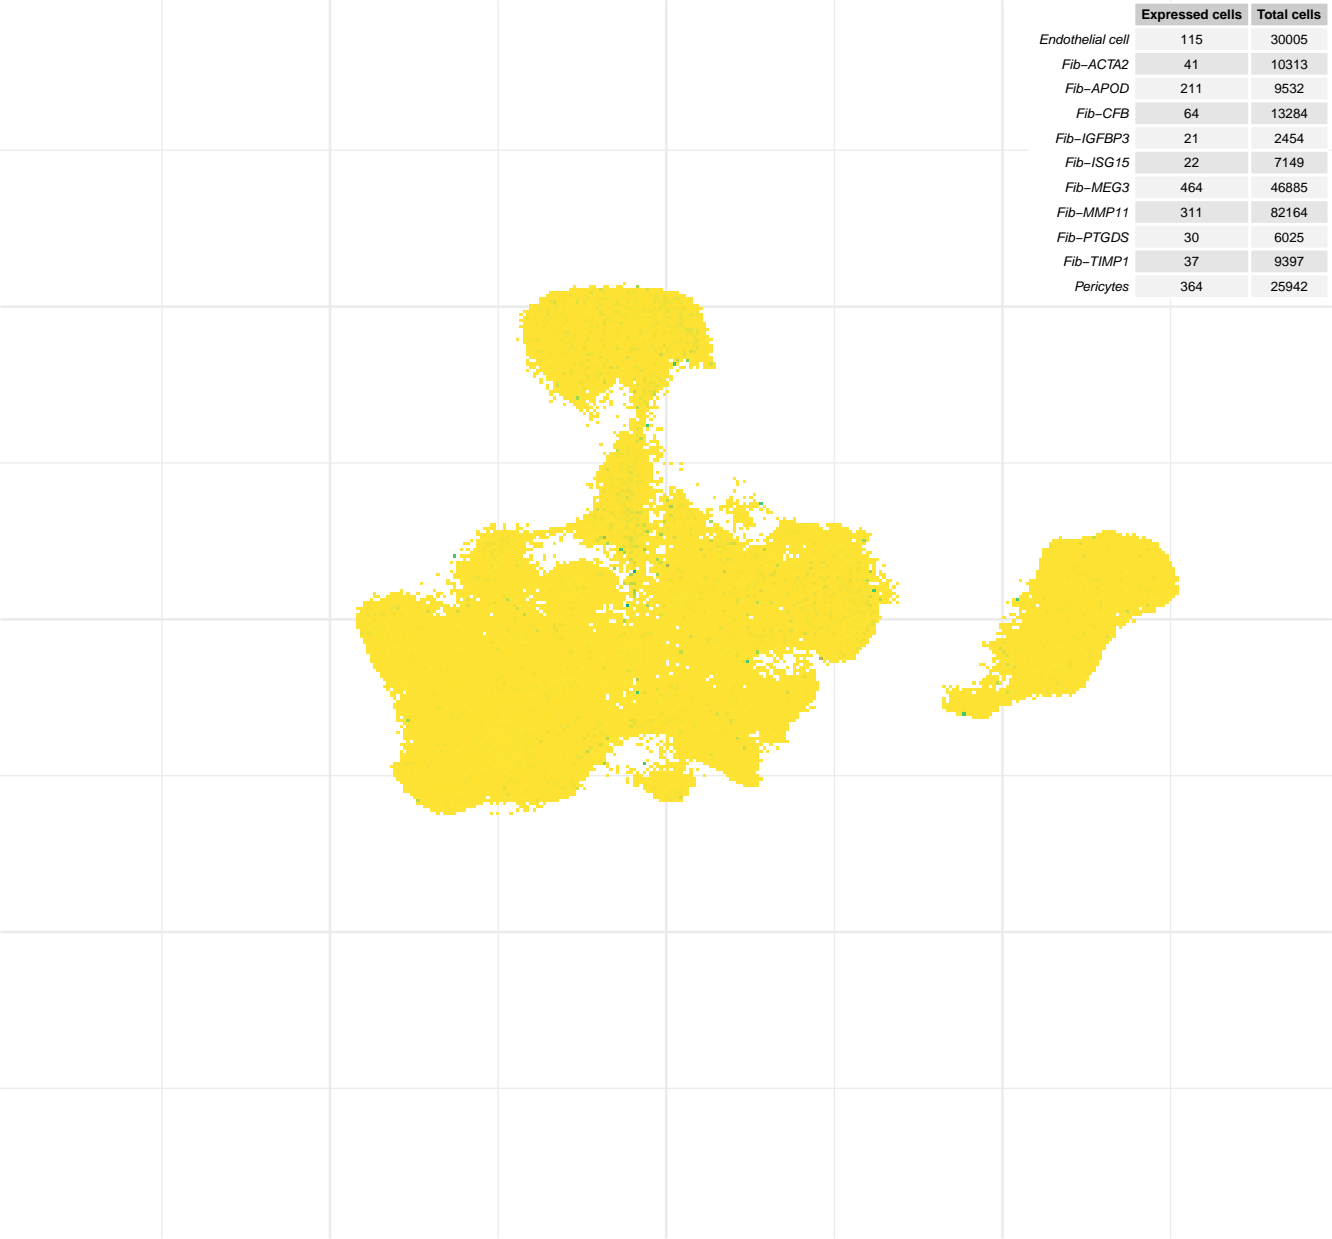 Expressed cells Total cells
Endothelial cell 115 30005
Fib−ACTA2 41 10313
Fib−APOD 211 9532
Fib−CFB 64 13284
Fib−IGFBP3 21 2454
Fib−ISG15 22 7149
Fib−MEG3 464 46885
Fib−MMP11 311 82164
Fib−PTGDS 30 6025
Fib−TIMP1 37 9397
Pericytes 364 25942